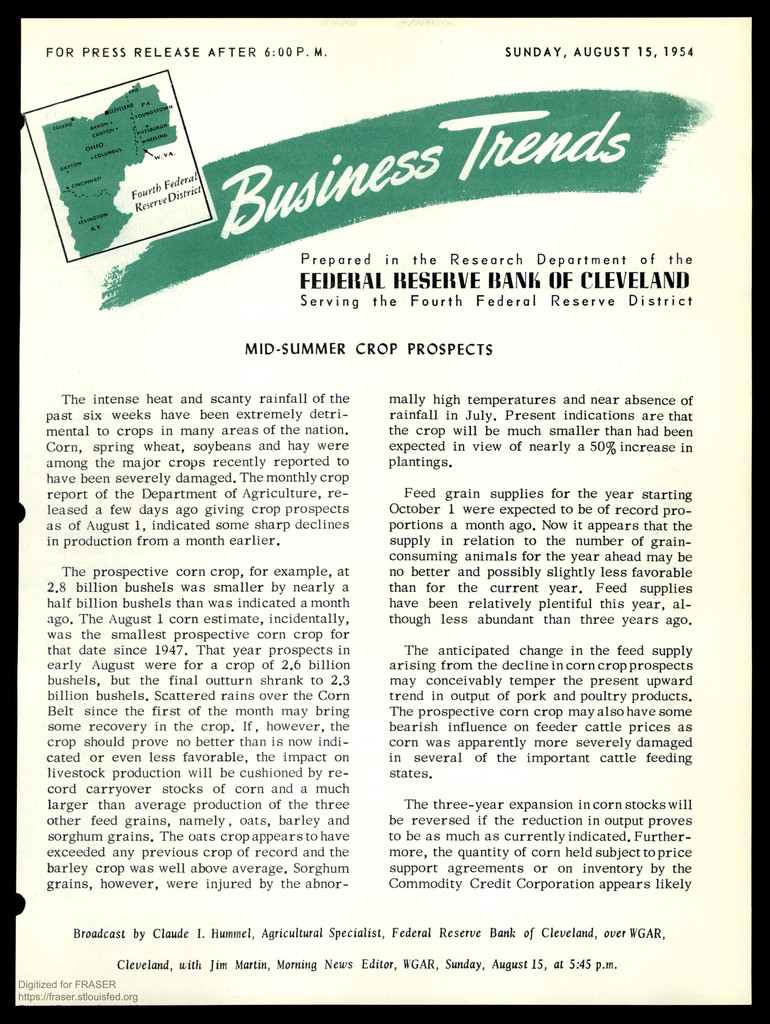 FOR PRESS RELEASE AFTER 6:00 P. M.
SUNDAY, AUGUST 15, 1954
TOLEDO
ERIE
CLEVELAND
PA.
YOUNGSTOWN
AKRON
CANTON
PITTSBURGH
WHEELING
OHIO
COLUMBUS
DAYTON
W. VA.
CINCINNATI
LEXINGTON
KY.
Fourth Federal
Reserve District
Business Trends
Prepared in the Research Department of the
FEDERAL RESERVE BANK OF CLEVELAND
Serving the Fourth Federal Reserve District
MID-SUMMER CROP PROSPECTS
The intense heat and scanty rainfall of the
past six weeks have been extremely detri-
mental to crops in many areas of the nation.
Corn, spring wheat, soybeans and hay were
among the major crops recently reported to
have been severely damaged. The monthly crop
report of the Department of Agriculture, re-
leased a few days ago giving crop prospects
as of August 1, indicated some sharp declines
in production from a month earlier.
The prospective corn crop, for example, at
2.8 billion bushels was smaller by nearly a
half billion bushels than was indicated a month
ago. The August 1 corn estimate, incidentally,
was the smallest prospective corn crop for
that date since 1947. That year prospects in
early August were for a crop of 2.6 billion
bushels, but the final outturn shrank to 2.3
billion bushels. Scattered rains over the Corn
Belt since the first of the month may bring
some recovery in the crop. If, however, the
crop should prove no better than is now indi-
cated or even less favorable, the impact on
livestock production will be cushioned by re-
cord carryover stocks of corn and a much
larger than average production of the three
other feed grains, namely, oats, barley and
sorghum grains. The oats crop appears to have
exceeded any previous crop of record and the
barley crop was well above average. Sorghum
grains, however, were injured by the abnor-
mally high temperatures and near absence of
rainfall in July. Present indications are that
the crop will be much smaller than had been
expected in view of nearly a 50% increase in
plantings.
Feed grain supplies for the year starting
October 1 were expected to be of record pro-
portions a month ago. Now it appears that the
supply in relation to the number of grain-
consuming animals for the year ahead may be
no better and possibly slightly less favorable
than for the current year. Feed supplies
have been relatively plentiful this year, al-
though less abundant than three years ago.
The anticipated change in the feed supply
arising from the decline in corn crop prospects
may conceivably temper the present upward
trend in output of pork and poultry products.
The prospective corn crop may also have some
bearish influence on feeder cattle prices as
corn was apparently more severely damaged
in several of the important cattle feeding
states.
The three-year expansion in corn stocks will
be reversed if the reduction in output proves
to be as much as currently indicated. Further-
more, the quantity of corn held subject to price
support agreements or on inventory by the
Commodity Credit Corporation appears likely
Broadcast by Claude I. Hummel, Agricultural Specialist, Federal Reserve Bank of Cleveland, over WGAR,
Cleveland, with Jim Martin, Morning News Editor, WGAR, Sunday, August 15, at 5:45 p.m.
Digitized for FRASER
https://fraser.stlouisfed.org